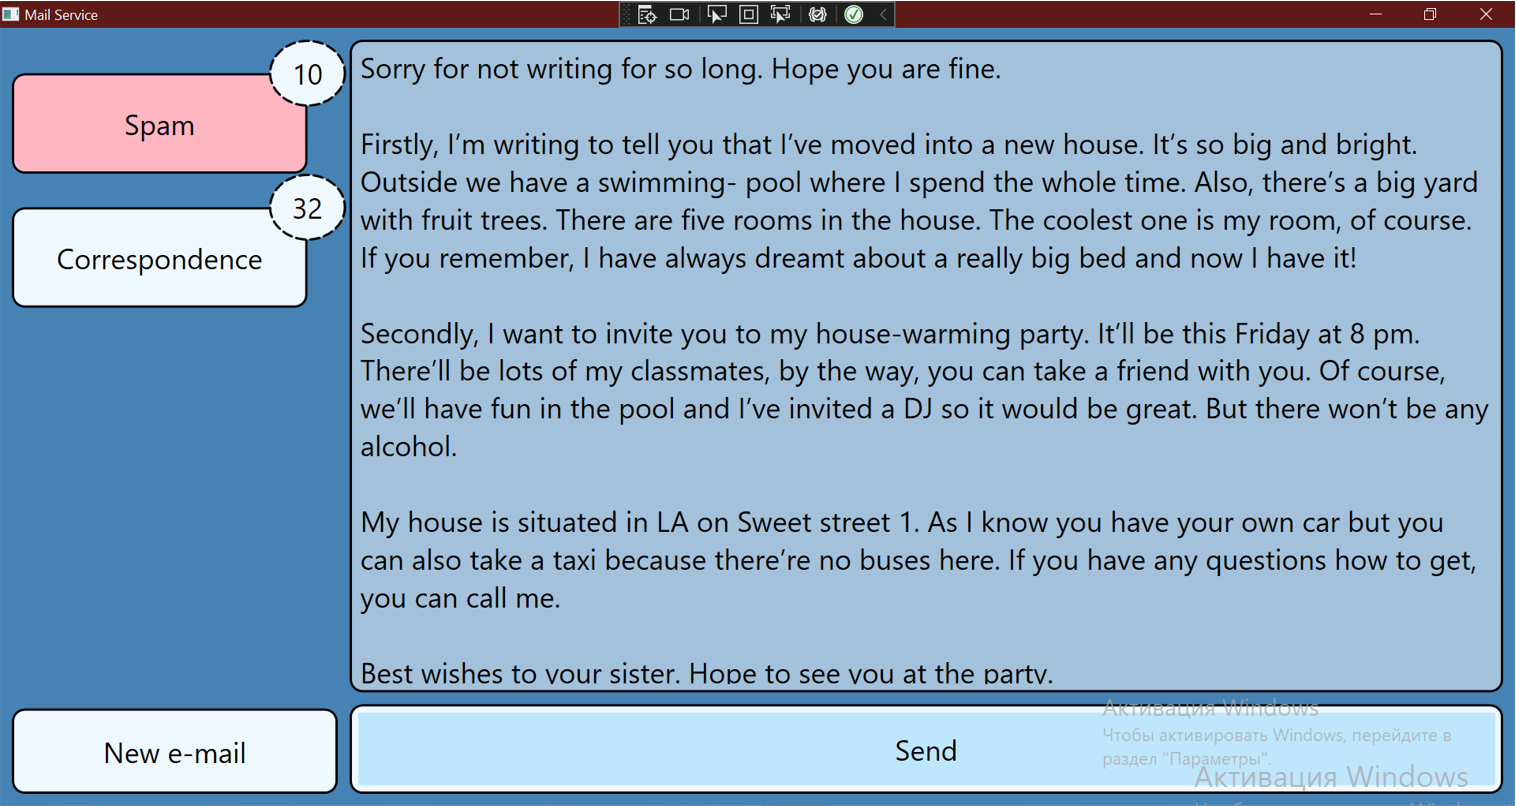 Mail Service
10
Spam
32
Correspondence
Sorry for not writing for so long. Hope you are fine.
Firstly, I’m writing to tell you that I’ve moved into a new house. It’s so big and bright.
Outside we have a swimming- pool where I spend the whole time. Also, there’s a big yard
with fruit trees. There are five rooms in the house. The coolest one is my room, of course.
If you remember, I have always dreamt about a really big bed and now I have it!
Secondly, I want to invite you to my house-warming party. It’ll be this Friday at 8 pm.
There’ll be lots of my classmates, by the way, you can take a friend with you. Of course,
we’ll have fun in the pool and I’ve invited a DJ so it would be great. But there won’t be any
alcohol.
My house is situated in LA on Sweet street 1. As I know you have your own car but you
can also take a taxi because there’re no buses here. If you have any questions how to get,
you can call me.
Best wishes to your sister. Hope to see you at the party.
New e-mail
Send
Активация Windows
Чтобы активировать Windows, перейдите в
раздел "Параметры".
Активация Windows